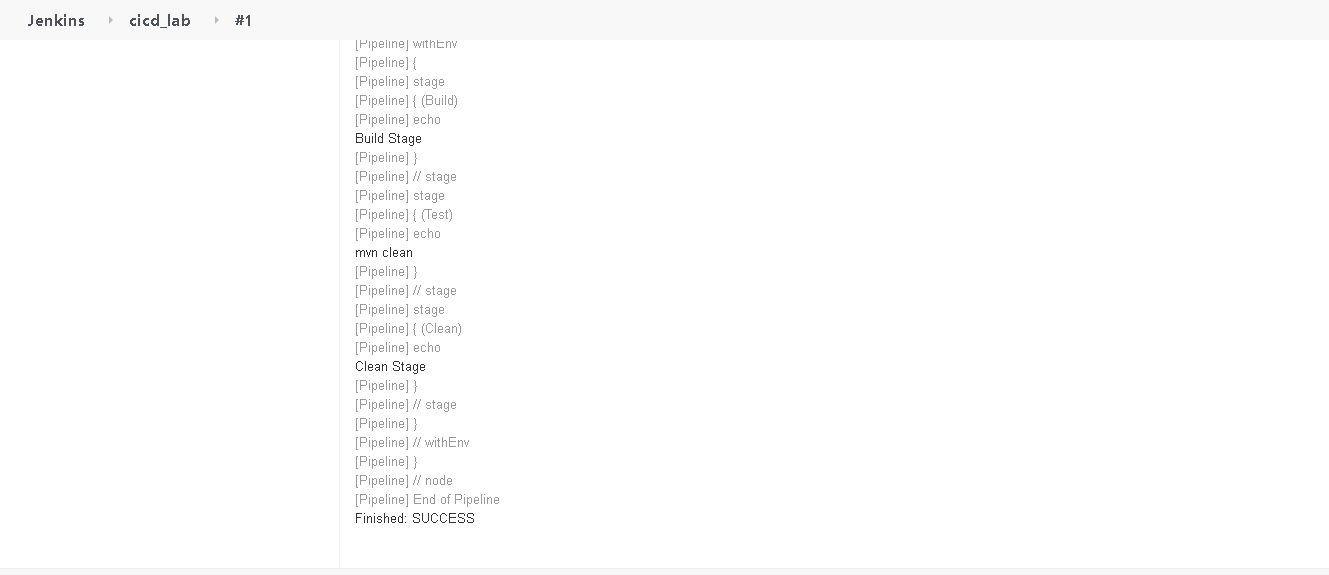 Jenkins cicd_lab #1
[Pipeline] withEnv
[Pipeline] {
[Pipeline] stage
[Pipeline] { (Build)
[Pipeline] echo
Build Stage
[Pipeline] }
[Pipeline] // stage
[Pipeline] stage
[Pipeline] { (Test)
[Pipeline] echo
mvn clean
[Pipeline] }
[Pipeline] // stage
[Pipeline] stage
[Pipeline] { (Clean)
[Pipeline] echo
Clean Stage
[Pipeline] }
[Pipeline] // stage
[Pipeline] }
[Pipeline] // withEnv
[Pipeline] }
[Pipeline] // node
[Pipeline] End of Pipeline
Finished: SUCCESS